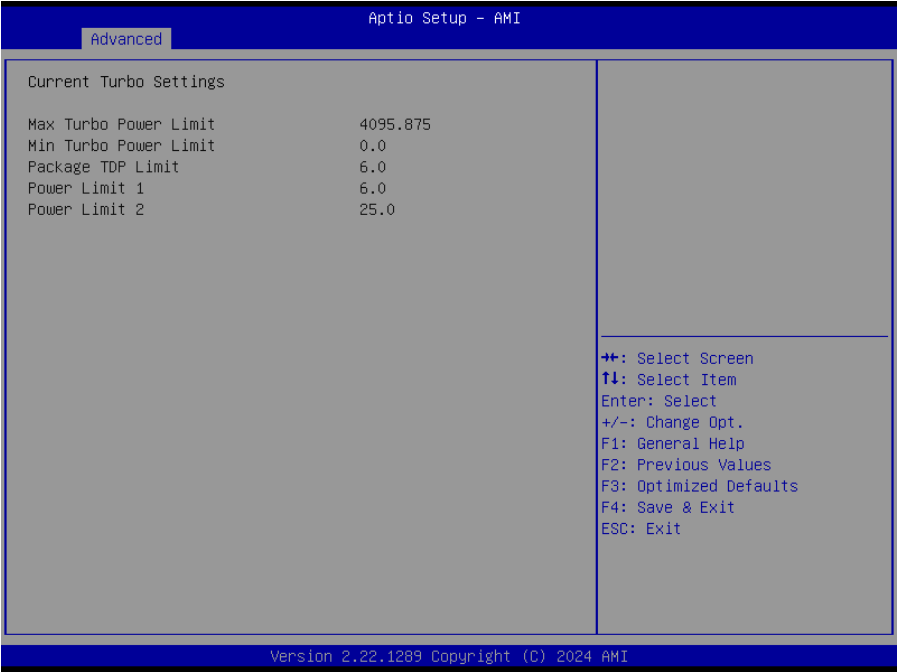 Aptio Setup - AMI
Advanced
Current Turbo Settings
Max Turbo Power Limit 4095.875
Min Turbo Power Limit 0.0
Package TDP Limit 6.0
Power Limit 1 6.0
Power Limit 2 25.0
→←: Select Screen
↑↓: Select Item
Enter: Select
+/-: Change Opt.
F1: General Help
F2: Previous Values
F3: Optimized Defaults
F4: Save & Exit
ESC: Exit
Version 2.22.1289 Copyright (C) 2024 AMI